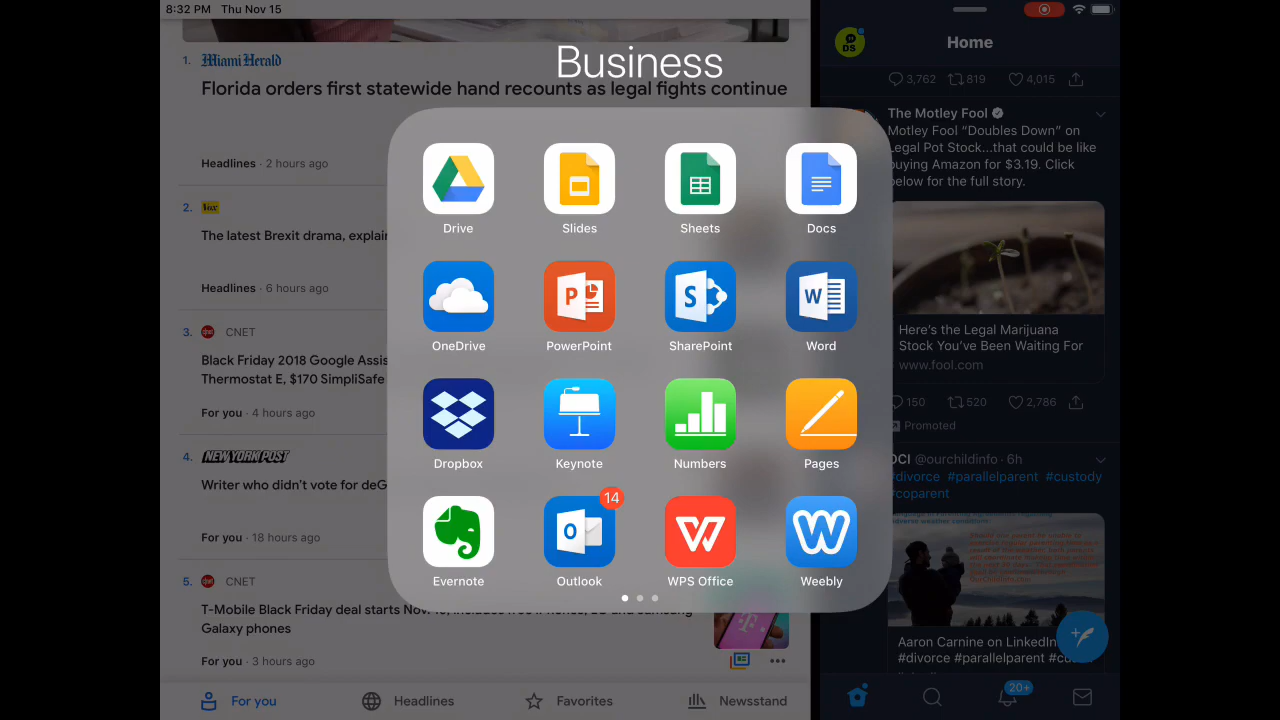 8:32 PM Thu Nov 15
1. Miami Herald
Florida orders first statewide hand recounts as legal fights continue
Headlines · 2 hours ago
2. Vox
The latest Brexit drama, explai
Headlines · 6 hours ago
3. CNET
Black Friday 2018 Google Assis
Thermostat E, $170 SimpliSafe
For you · 4 hours ago
4. NEW YORK POST
Writer who didn't vote for deG
For you · 18 hours ago
5. CNET
T-Mobile Black Friday deal starts Nov.
Galaxy phones
For you · 3 hours ago
For you
Headlines
Favorites
Newsstand
Business
Drive
Slides
Sheets
Docs
OneDrive
P
PowerPoint
S
SharePoint
W
Word
Dropbox
Keynote
Numbers
Pages
Evernote
O
14
Outlook
W
WPS Office
W
Weebly
DS
Home
3,762 819 4,015
The Motley Fool
Motley Fool “Doubles Down” on
Legal Pot Stock...that could be like
buying Amazon for $3.19. Click
below for the full story.
Here's the Legal Marijuana
Stock You've Been Waiting For
www.fool.com
150 520 2,786
Promoted
OCI @ourchildinfo · 6h
#divorce #parallelparent #custody
#coparent
Aaron Carnine on LinkedIn
#divorce #parallelparent #cu
20+